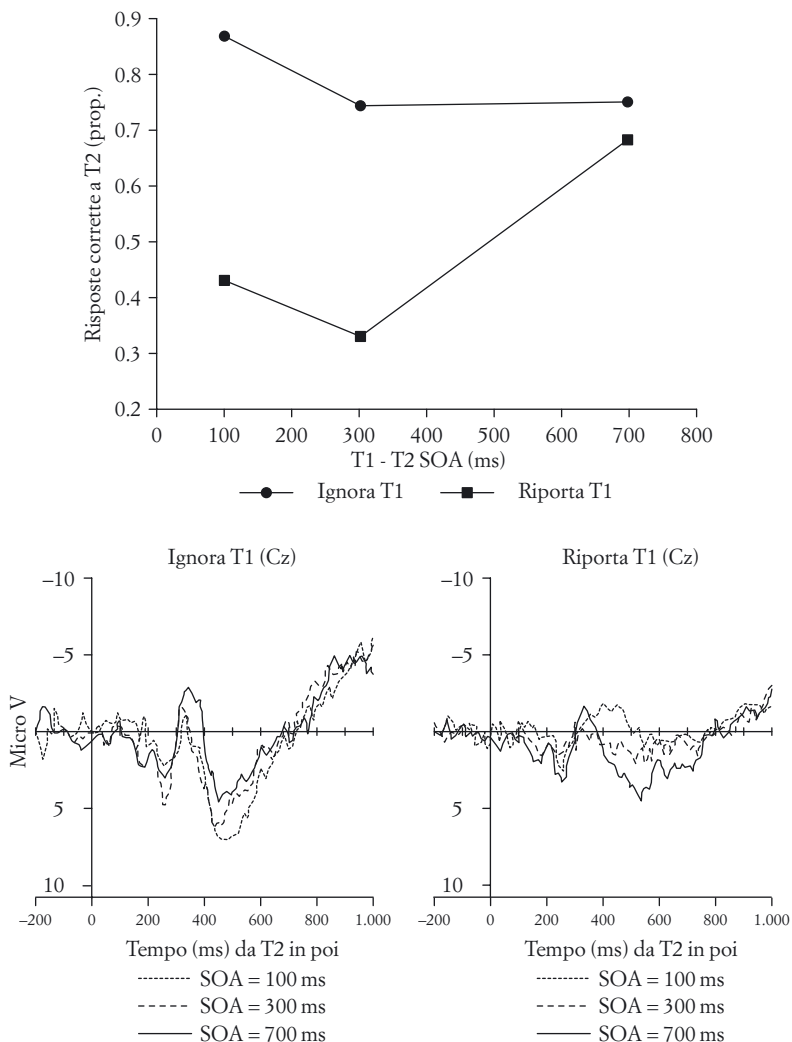 0.9
0.8
0.7
0.6
0.5
0.4
0.3
0.2
Risposte corrette a T2 (prop.)
0 100 200 300 400 500 600 700 800
T1 - T2 SOA (ms)
Ignora T1 Riporta T1
Ignora T1 (Cz)
–10
–5
5
10
Micro V
–200 0 200 400 600 800 1.000
Tempo (ms) da T2 in poi
SOA = 100 ms
SOA = 300 ms
SOA = 700 ms
Riporta T1 (Cz)
–10
–5
5
10
–200 0 200 400 600 800 1.000
Tempo (ms) da T2 in poi
SOA = 100 ms
SOA = 300 ms
SOA = 700 ms